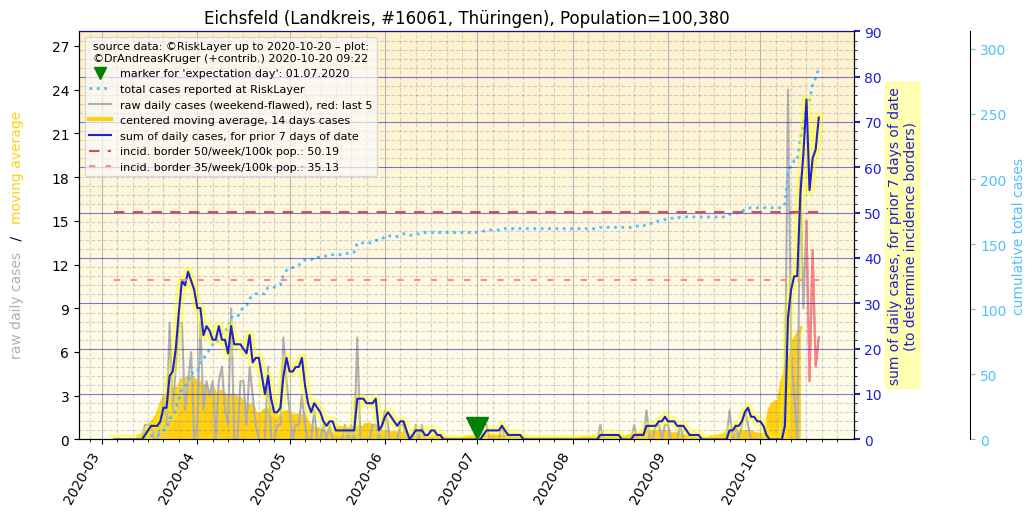 Eichsfeld (Landkreis, #16061, Thüringen), Population=100,380
source data: ©RiskLayer up to 2020-10-20 – plot:
©DrAndreasKruger (+contrib.) 2020-10-20 09:22
marker for 'expectation day': 01.07.2020
total cases reported at RiskLayer
raw daily cases (weekend-flawed), red: last 5
centered moving average, 14 days cases
sum of daily cases, for prior 7 days of date
incid. border 50/week/100k pop.: 50.19
incid. border 35/week/100k pop.: 35.13
raw daily cases / moving average
27
24
21
18
15
12
9
6
3
0
2020-03
2020-04
2020-05
2020-06
2020-07
2020-08
2020-09
2020-10
90
80
70
60
50
40
30
20
10
0
sum of daily cases, for prior 7 days of date
(to determine incidence borders)
300
250
200
150
100
50
0
cumulative total cases